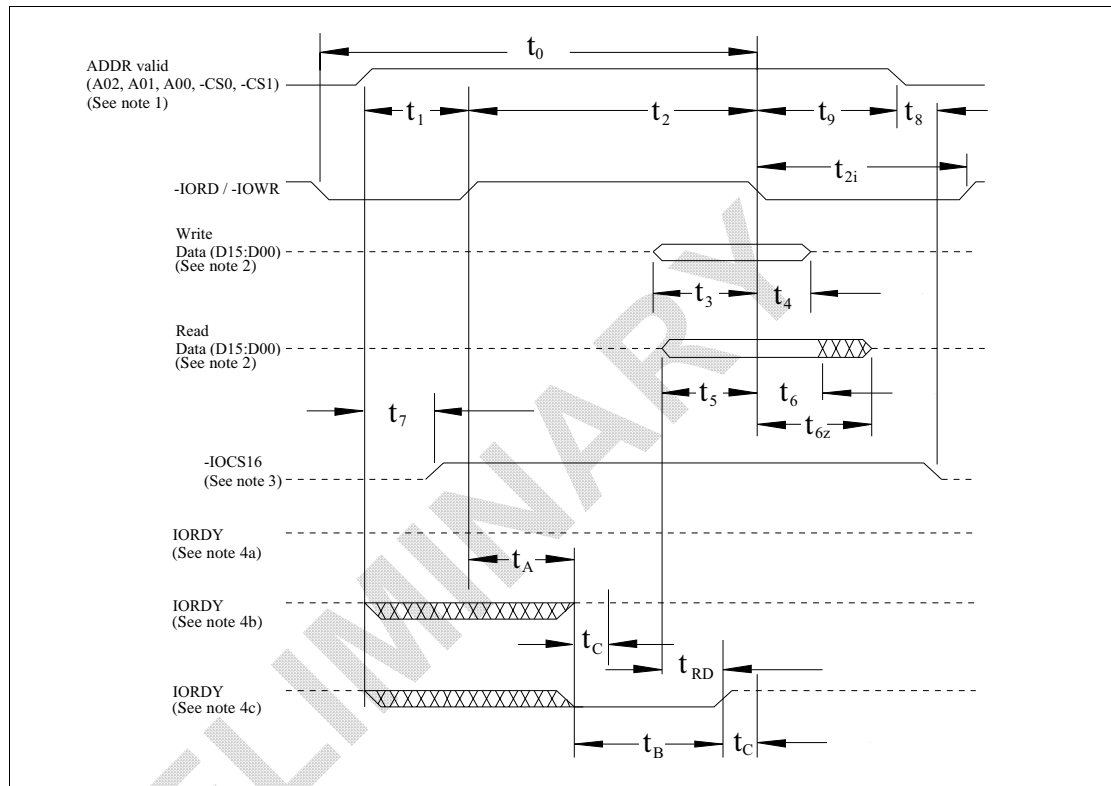 t0
ADDR valid
(A02, A01, A00, -CS0, -CS1)
(See note 1)
t1
t2
t9
t8
t2i
-IORD / -IOWR
Write
Data (D15:D00)
(See note 2)
t3
t4
Read
Data (D15:D00)
(See note 2)
t5
t6
t6z
t7
-IOCS16
(See note 3)
IORDY
(See note 4a)
tA
IORDY
(See note 4b)
tC
tRD
IORDY
(See note 4c)
tB
tC
ELIMINARY